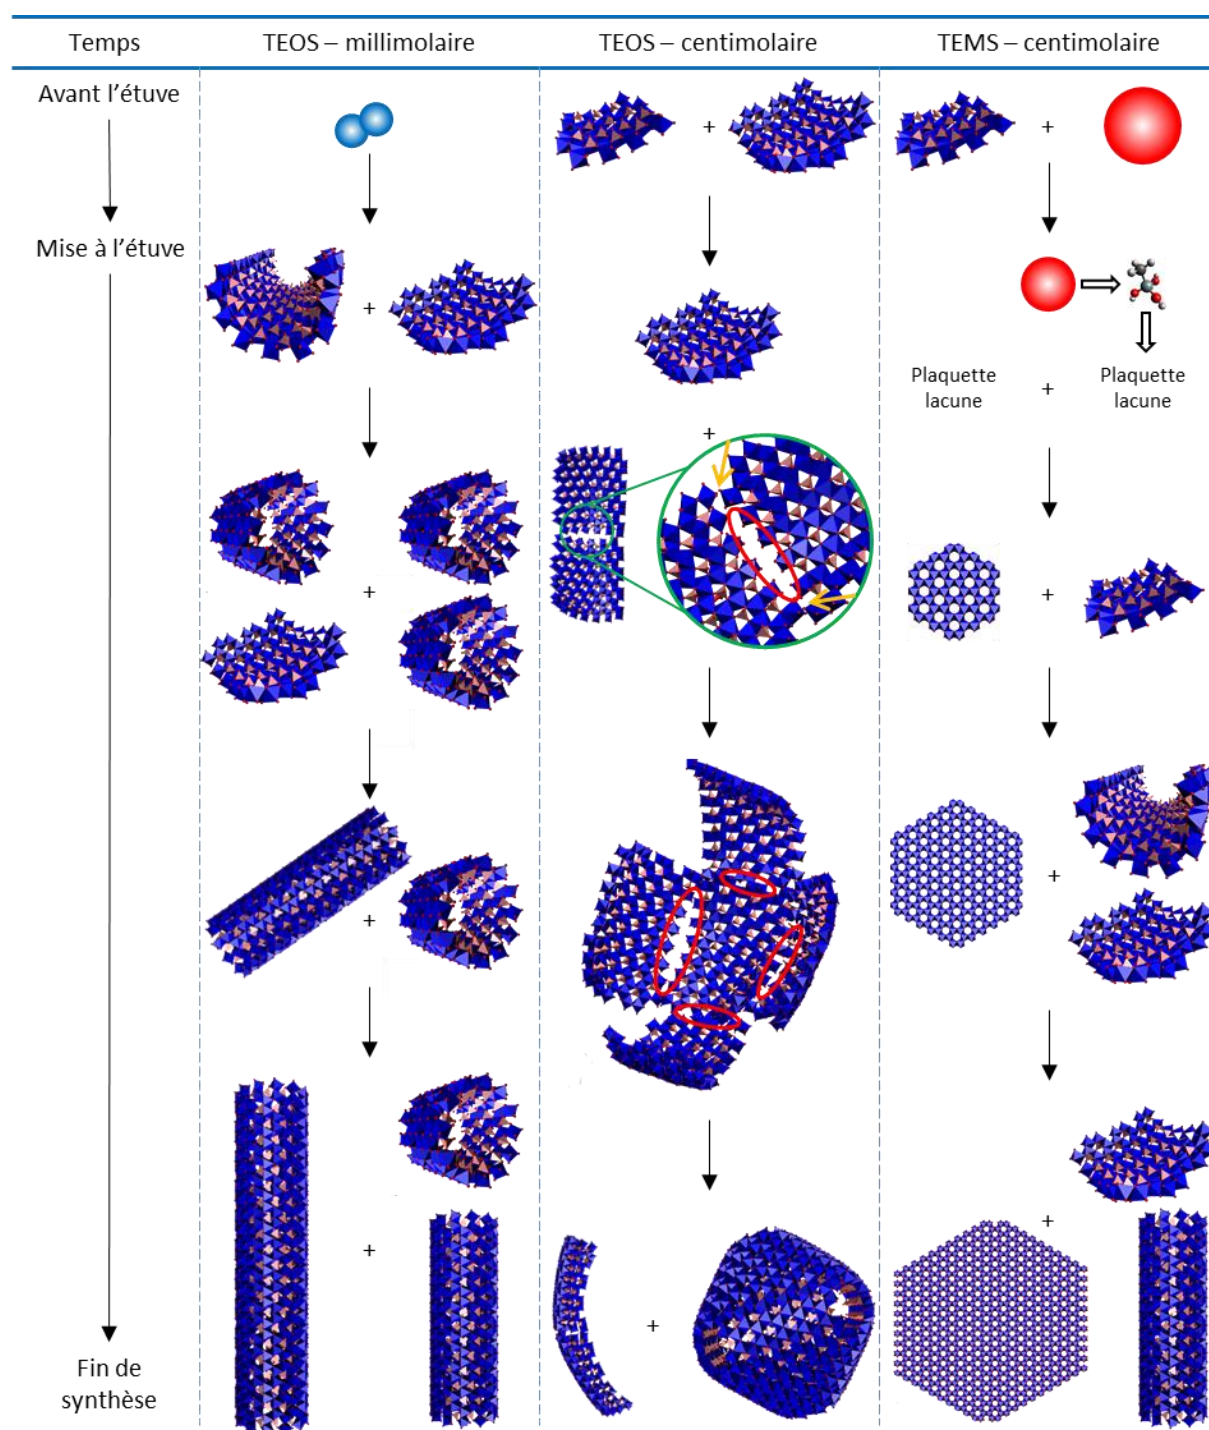 Temps
TEOS – millimolaire
TEOS – centimolaire
TEMS – centimolaire
Avant l'étuve
+
+
Mise à l'étuve
+
Plaquette
lacune
+
Plaquette
lacune
+
+
+
+
+
+
+
+
Fin de
synthèse